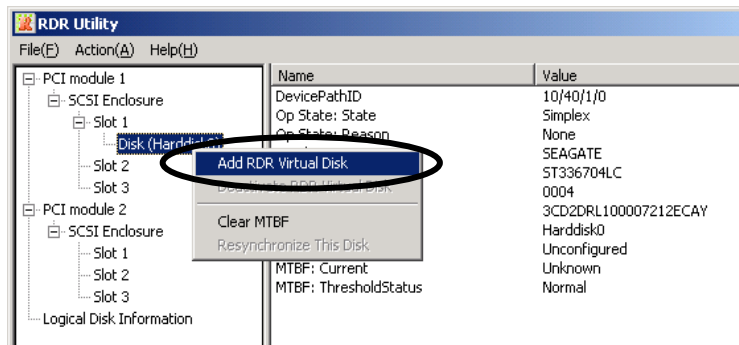 RDR Utility
File(F) Action(A) Help(H)
PCI module 1
SCSI Enclosure
Slot 1
Disk (Harddisk0)
Slot 2
Slot 3
PCI module 2
SCSI Enclosure
Slot 1
Slot 2
Slot 3
Logical Disk Information
Add RDR Virtual Disk
Deactivate RDR Virtual Disk
Clear MTBF
Resynchronize This Disk
Name Value
DevicePathID 10/40/1/0
Op State: State Simplex
Op State: Reason None
SEAGATE
ST336704LC
0004
3CD2DRL100007212ECAY
Harddisk0
Unconfigured
MTBF: Current Unknown
MTBF: ThresholdStatus Normal